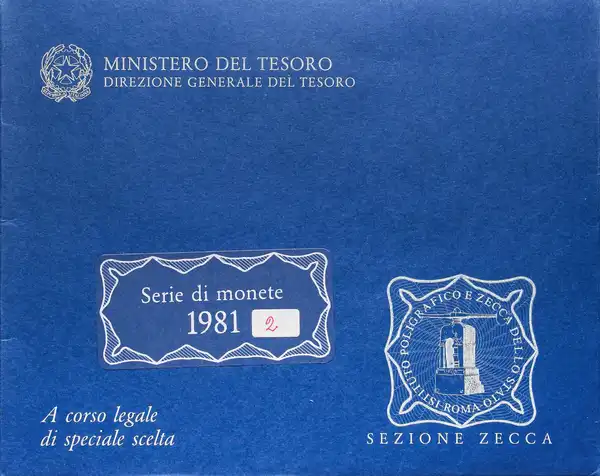 MINISTERO DEL TESORO
DIREZIONE GENERALE DEL TESORO
Serie di monete
1981 2
A corso legale
di speciale scelta
ISTITUTO POLIGRAFICO E ZECCA DELLO STATO
ROMA
SEZIONE ZECCA